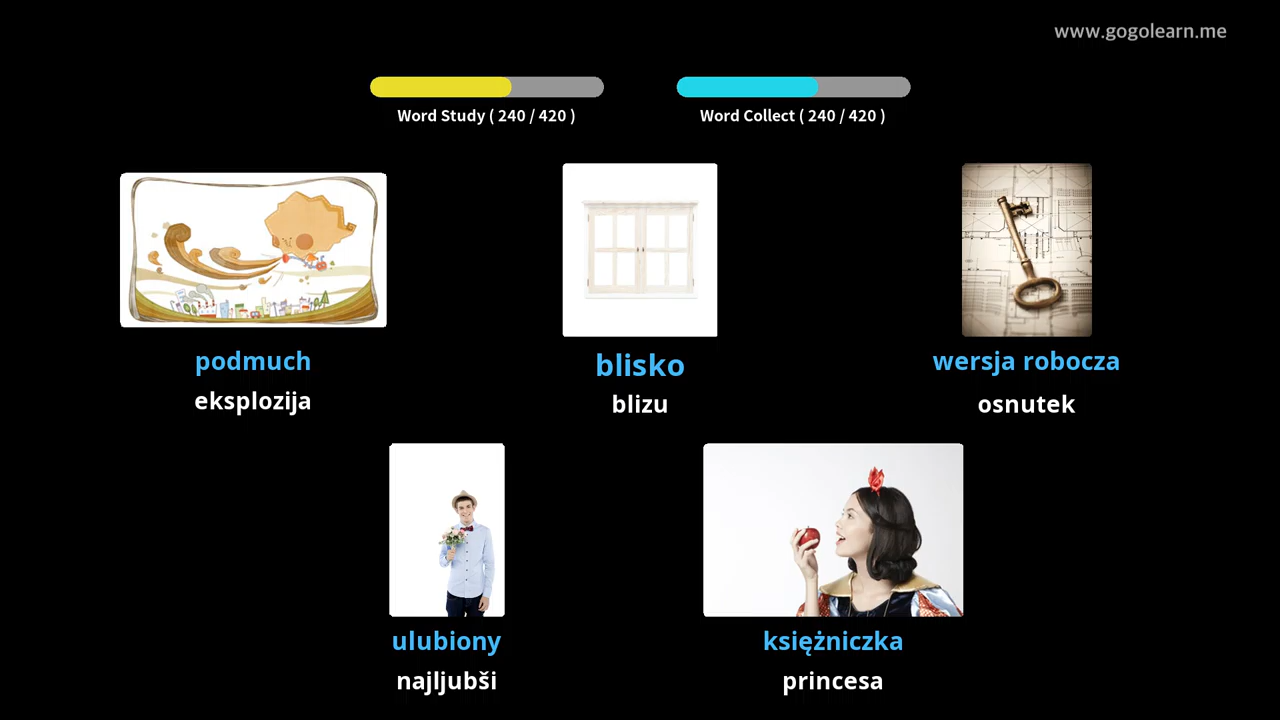 www.gogolearn.me
Word Study ( 240 / 420 )
Word Collect ( 240 / 420 )
podmuch
eksplozija
blisko
blizu
wersja robocza
osnutek
ulubiony
najljubši
księżniczka
princesa